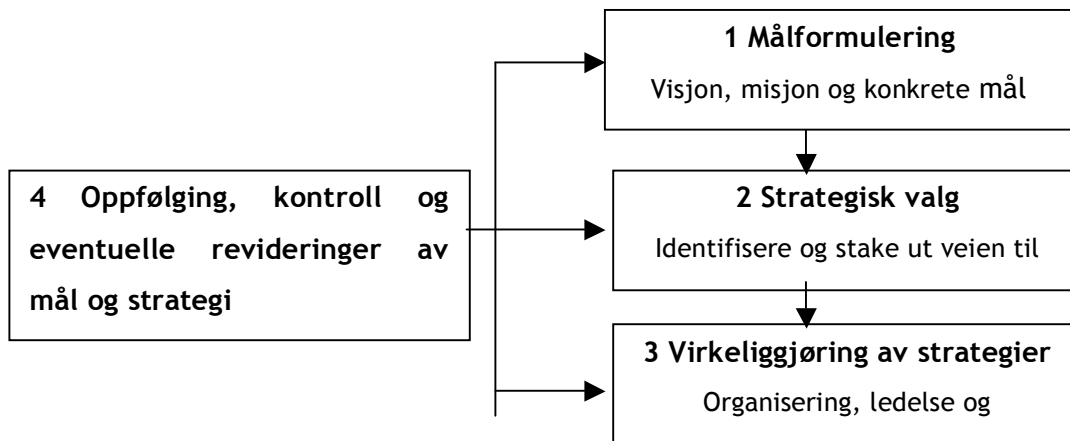 1 Målformulering
Visjon, misjon og konkrete mål
4 Oppfølging, kontroll og
eventuelle revideringer av
mål og strategi
2 Strategisk valg
Identifisere og stake ut veien til
3 Virkeliggjøring av strategier
Organisering, ledelse og